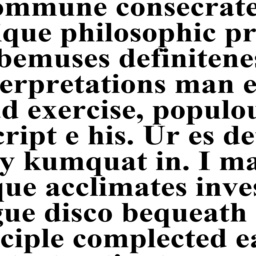 ommune consecrate
que philosophic pr
bemuses definitenes
erpretations man e
d exercise, populou
cript e his. Ur es de
y kumquat in. I ma
que acclimates inves
gue disco bequeath
ciple complected ea